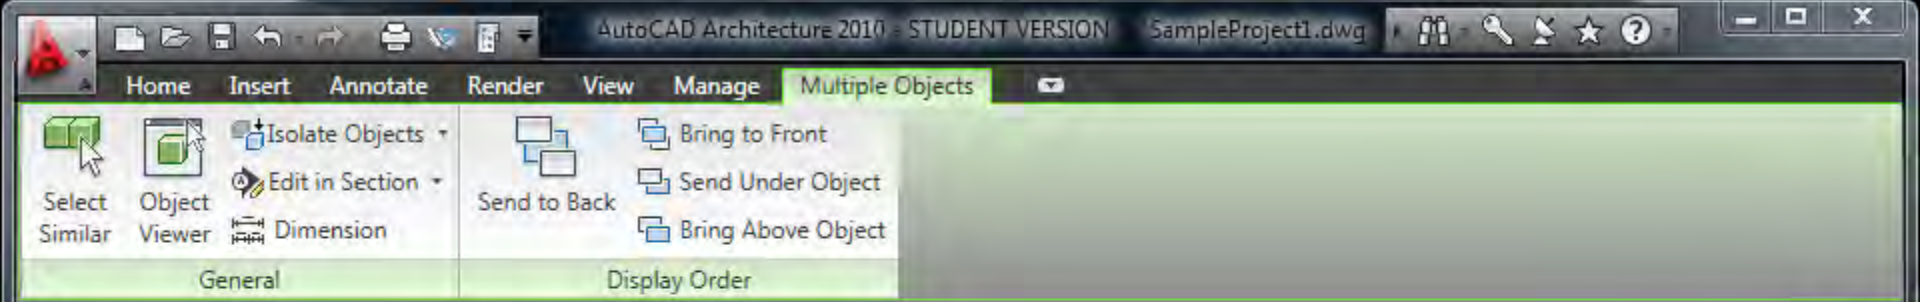 AutoCAD Architecture 2010 - STUDENT VERSION SampleProject1.dwg
Home Insert Annotate Render View Manage Multiple Objects
Select Similar
Object Viewer
Isolate Objects
Edit in Section
Dimension
General
Send to Back
Bring to Front
Send Under Object
Bring Above Object
Display Order